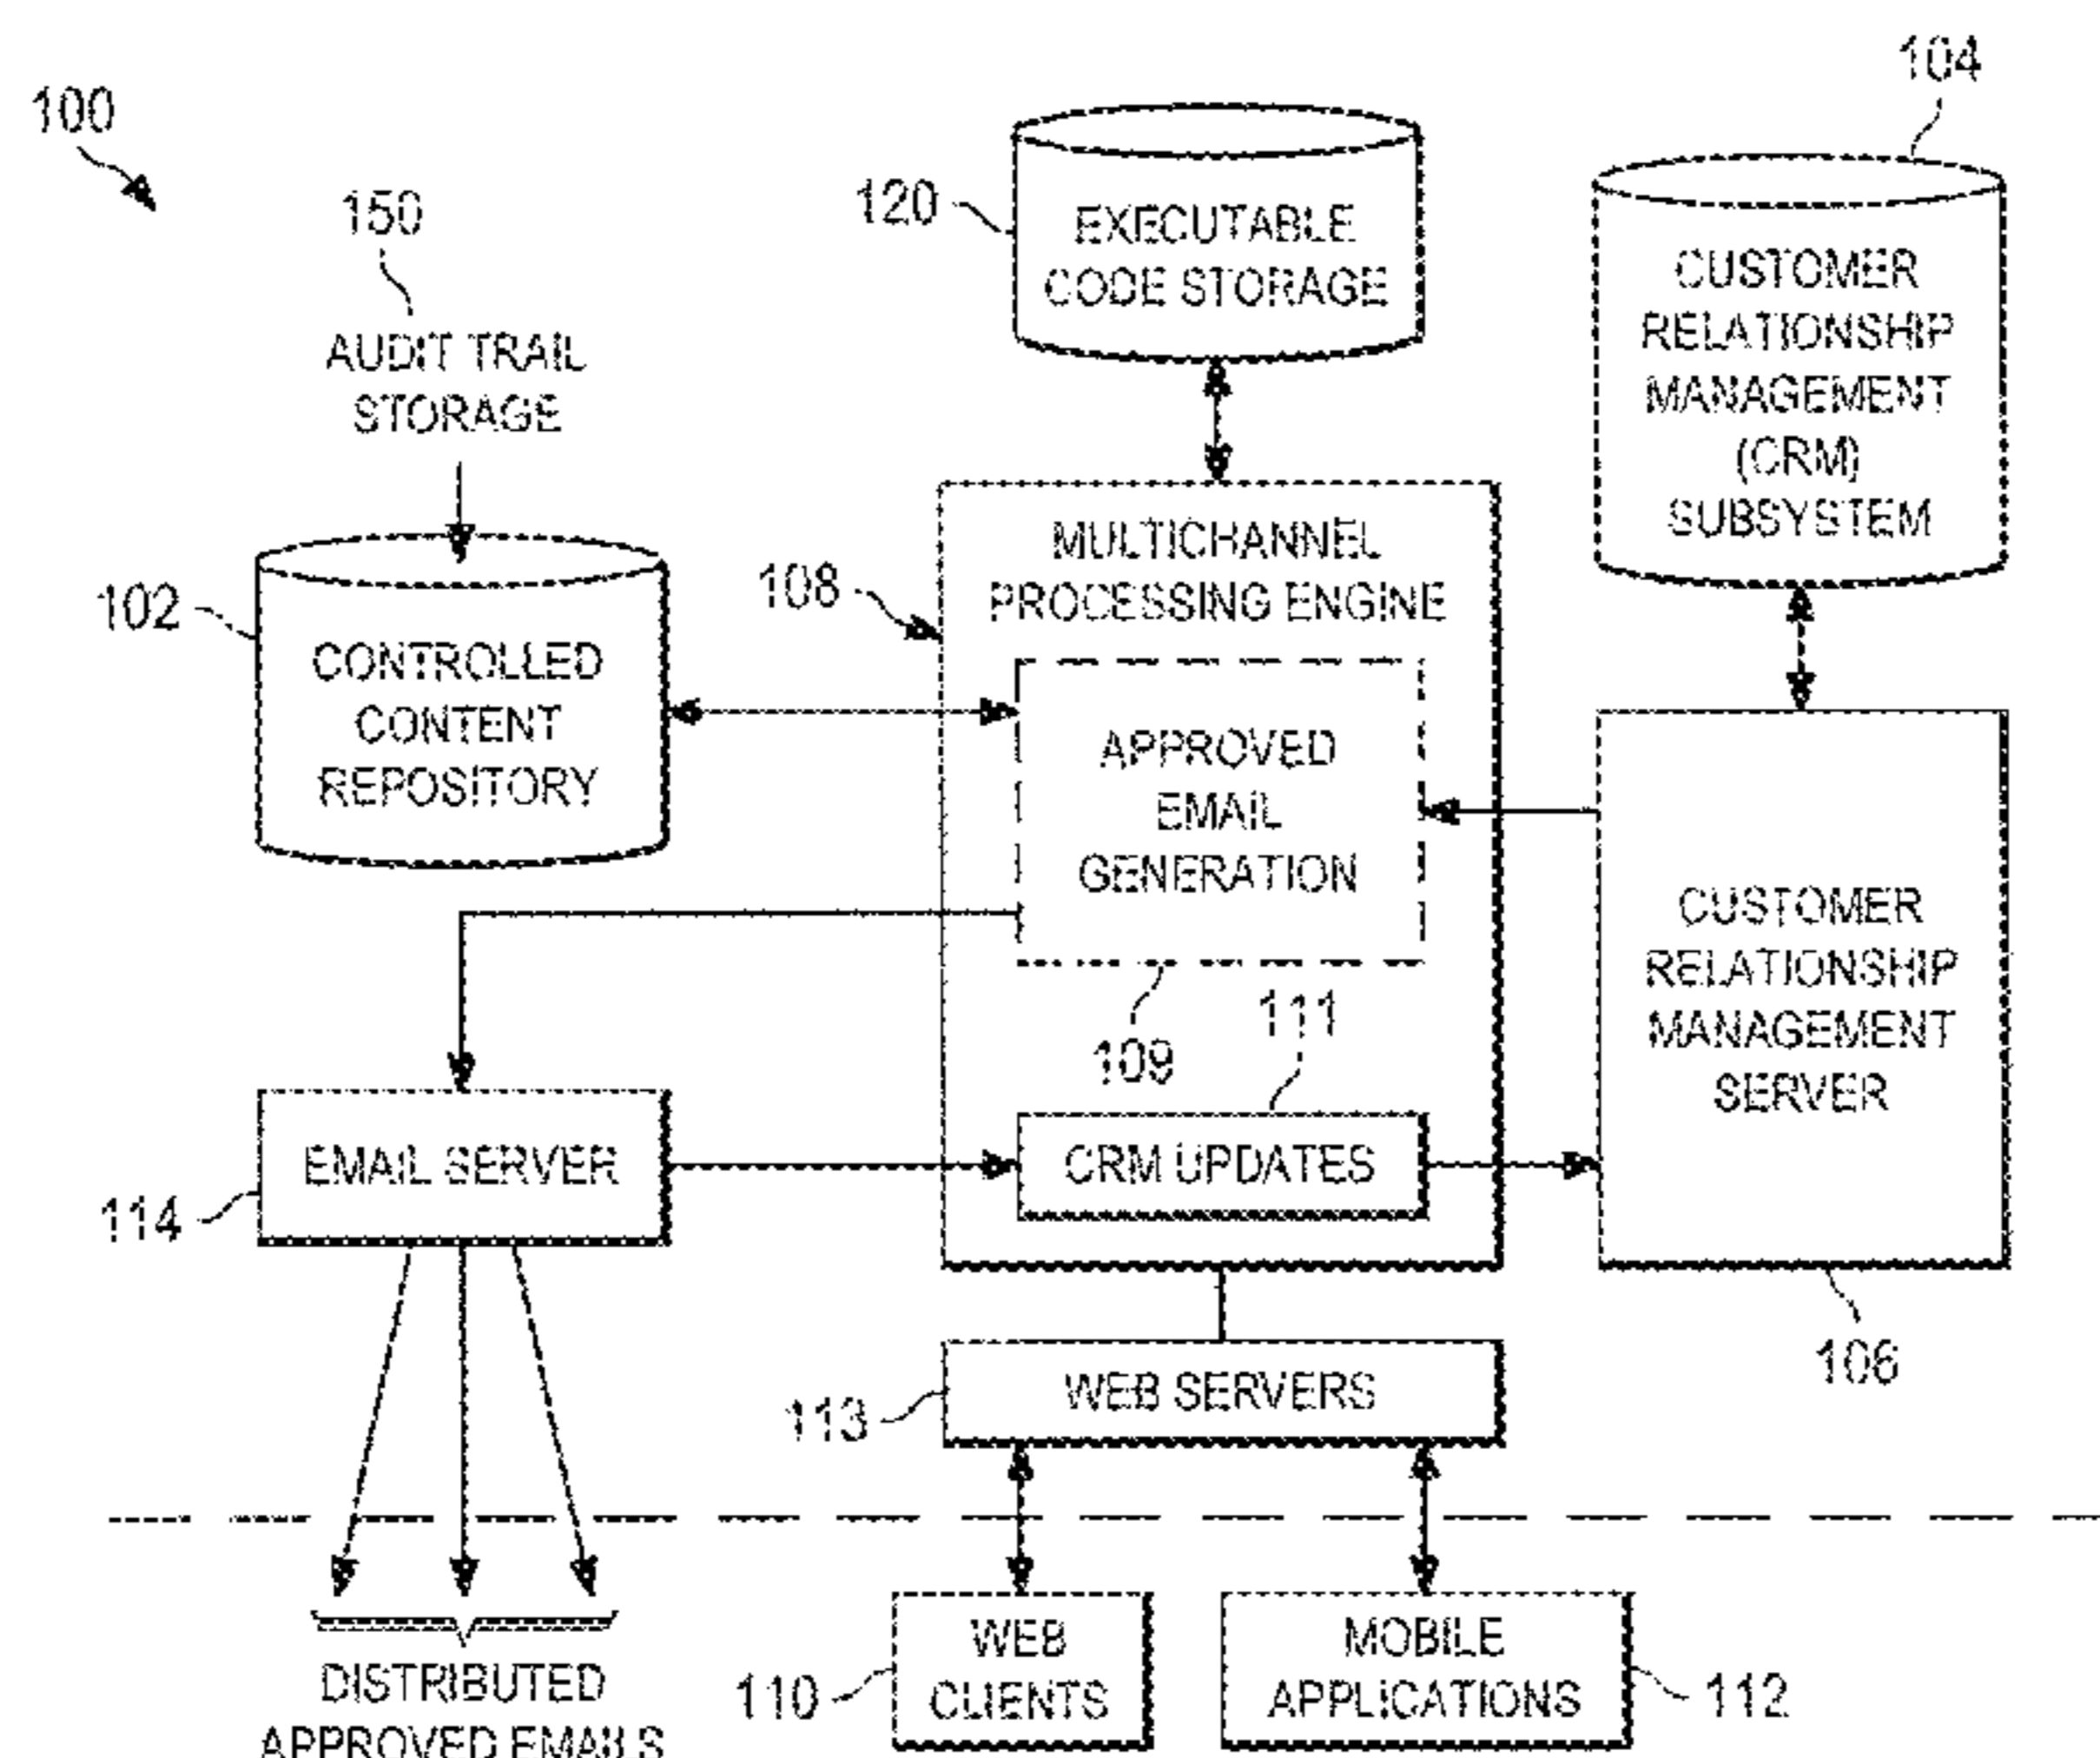 100
150
AUDIT TRAIL
STORAGE
120
EXECUTABLE
CODE STORAGE
104
CUSTOMER
RELATIONSHIP
MANAGEMENT
(CRM)
SUBSYSTEM
102
CONTROLLED
CONTENT
REPOSITORY
108
MULTICHANNEL
PROCESSING ENGINE
APPROVED
EMAIL
GENERATION
109
111
CRM UPDATES
CUSTOMER
RELATIONSHIP
MANAGEMENT
SERVER
106
EMAIL SERVER
114
WEB SERVERS
113
DISTRIBUTED
APPROVED EMAILS
110
WEB
CLIENTS
MOBILE
APPLICATIONS
112